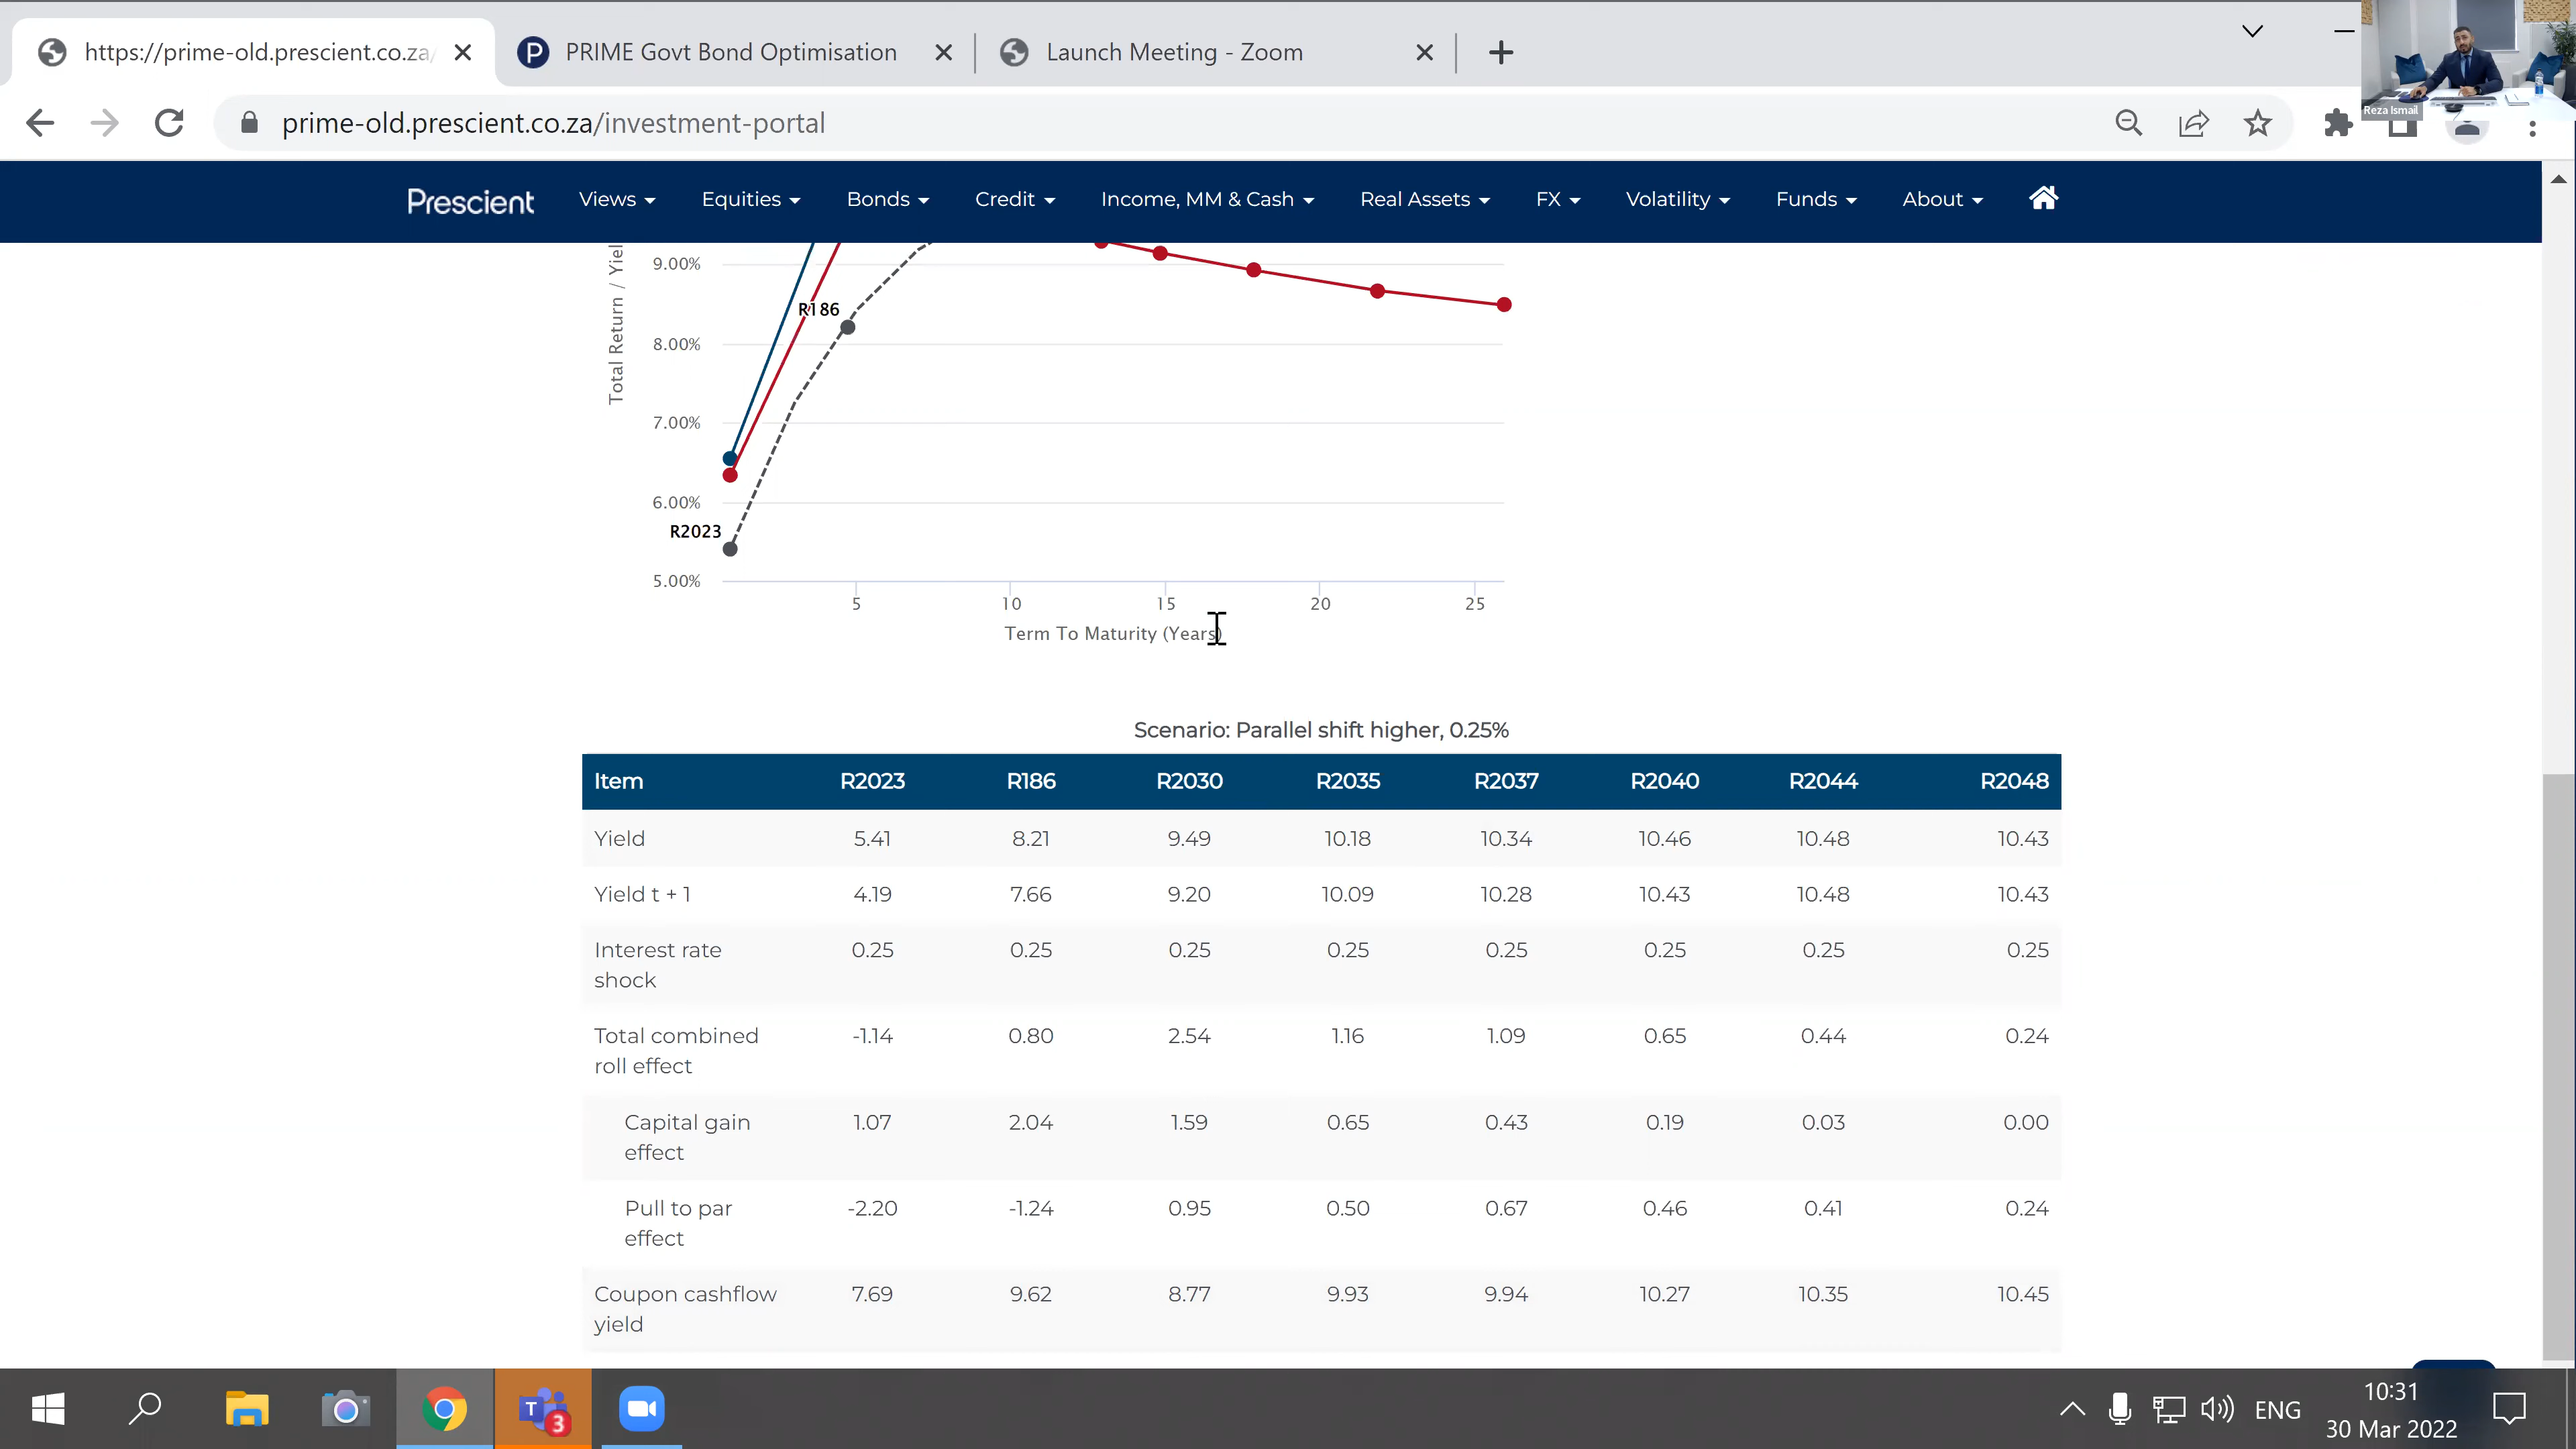 https://prime-old.prescient.co.za/
PRIME Govt Bond Optimisation
Launch Meeting - Zoom
Reza Ismail
prime-old.prescient.co.za/investment-portal
Prescient Views Equities Bonds Credit Income, MM & Cash Real Assets FX Volatility Funds About
Total Return / Yiel
9.00%
8.00%
7.00%
6.00%
5.00%
R186
R2023
5 10 15 20 25
Term To Maturity (Years)
Scenario: Parallel shift higher, 0.25%
Item R2023 R186 R2030 R2035 R2037 R2040 R2044 R2048
Yield 5.41 8.21 9.49 10.18 10.34 10.46 10.48 10.43
Yield t + 1 4.19 7.66 9.20 10.09 10.28 10.43 10.48 10.43
Interest rate 0.25 0.25 0.25 0.25 0.25 0.25 0.25 0.25
shock
Total combined -1.14 0.80 2.54 1.16 1.09 0.65 0.44 0.24
roll effect
Capital gain 1.07 2.04 1.59 0.65 0.43 0.19 0.03 0.00
effect
Pull to par -2.20 -1.24 0.95 0.50 0.67 0.46 0.41 0.24
effect
Coupon cashflow 7.69 9.62 8.77 9.93 9.94 10.27 10.35 10.45
yield
T 3
ENG
10:31
30 Mar 2022